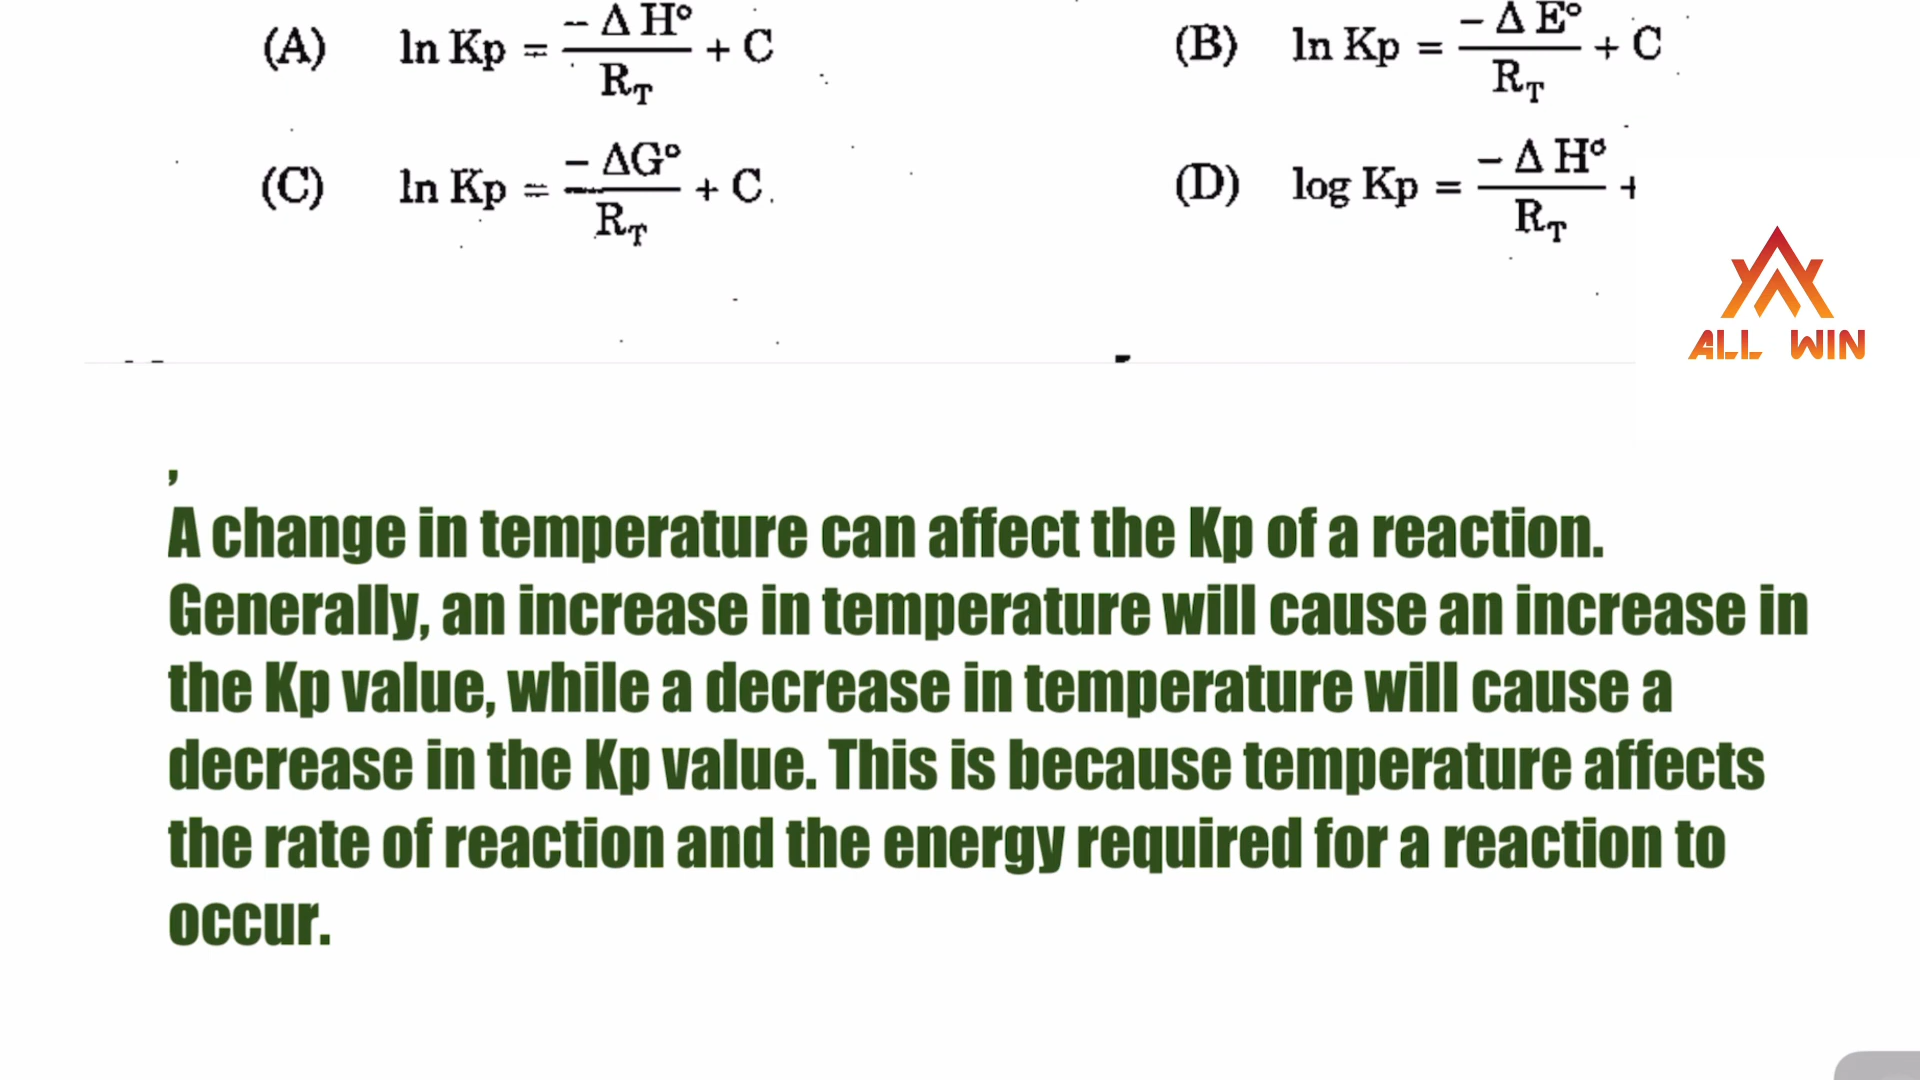 (A) ln Kp = – Δ H° / R_T + C (B) ln Kp = – Δ E° / R_T + C
(C) ln Kp = – ΔG° / R_T + C. (D) log Kp = – Δ H° / R_T +
ALL WIN
,
A change in temperature can affect the Kp of a reaction.
Generally, an increase in temperature will cause an increase in
the Kp value, while a decrease in temperature will cause a
decrease in the Kp value. This is because temperature affects
the rate of reaction and the energy required for a reaction to
occur.